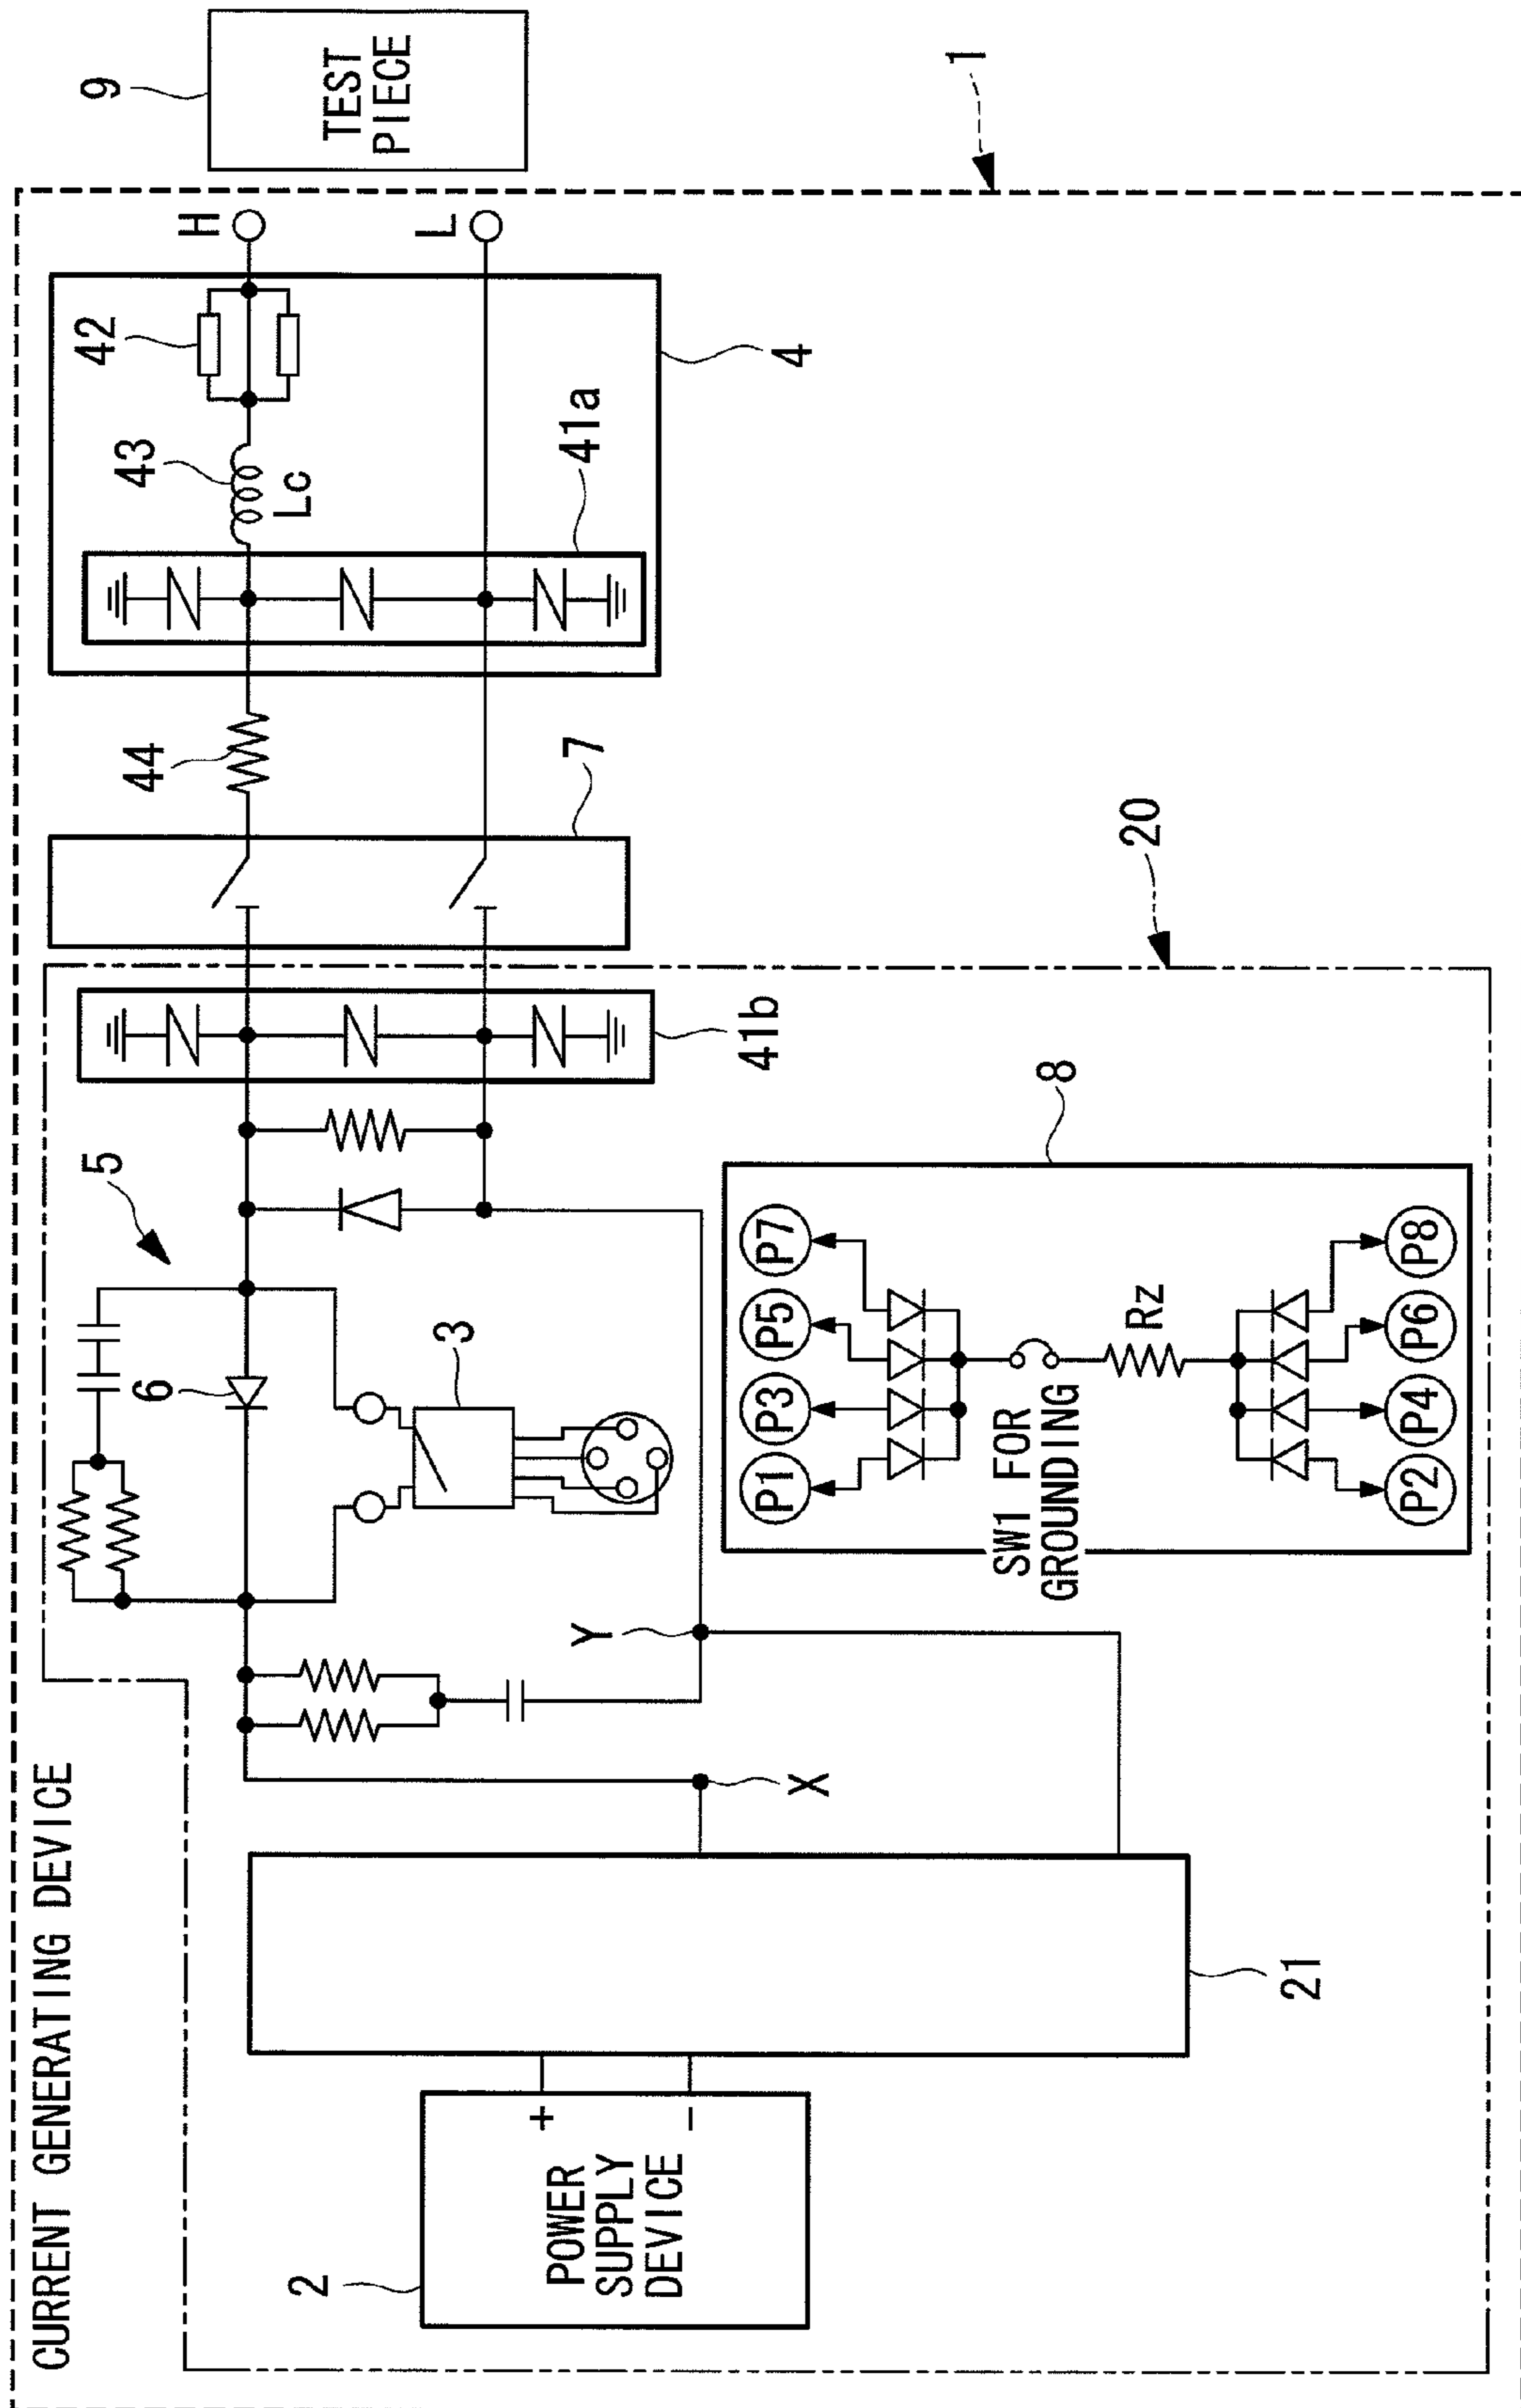 CURRENT GENERATING DEVICE
2
POWER
SUPPLY
DEVICE
+
-
21
X
Y
5
6
3
P1
P3
P5
P7
SW1 FOR
GROUNDING
Rz
P2
P4
P6
P8
8
20
41b
7
44
43
Lc
42
41a
4
H
L
1
9
TEST
PIECE